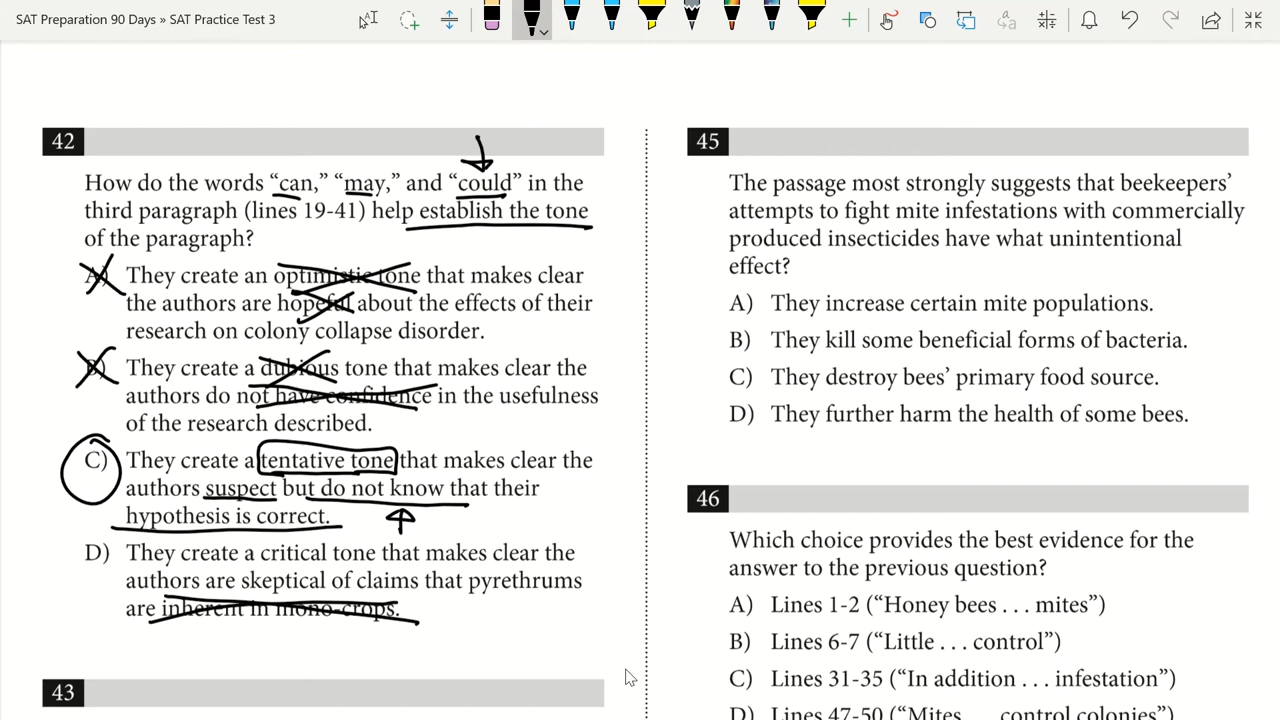 SAT Preparation 90 Days » SAT Practice Test 3
42
How do the words “can,” “may,” and “could” in the
third paragraph (lines 19-41) help establish the tone
of the paragraph?
A) They create an optimistic tone that makes clear
the authors are hopeful about the effects of their
research on colony collapse disorder.
B) They create a dubious tone that makes clear the
authors do not have confidence in the usefulness
of the research described.
C) They create a tentative tone that makes clear the
authors suspect but do not know that their
hypothesis is correct.
D) They create a critical tone that makes clear the
authors are skeptical of claims that pyrethrums
are inherent in mono-crops.
43
45
The passage most strongly suggests that beekeepers’
attempts to fight mite infestations with commercially
produced insecticides have what unintentional
effect?
A) They increase certain mite populations.
B) They kill some beneficial forms of bacteria.
C) They destroy bees’ primary food source.
D) They further harm the health of some bees.
46
Which choice provides the best evidence for the
answer to the previous question?
A) Lines 1-2 (“Honey bees . . . mites”)
B) Lines 6-7 (“Little . . . control”)
C) Lines 31-35 (“In addition . . . infestation”)
D) Lines 47-50 (“Mites . . . control colonies”)